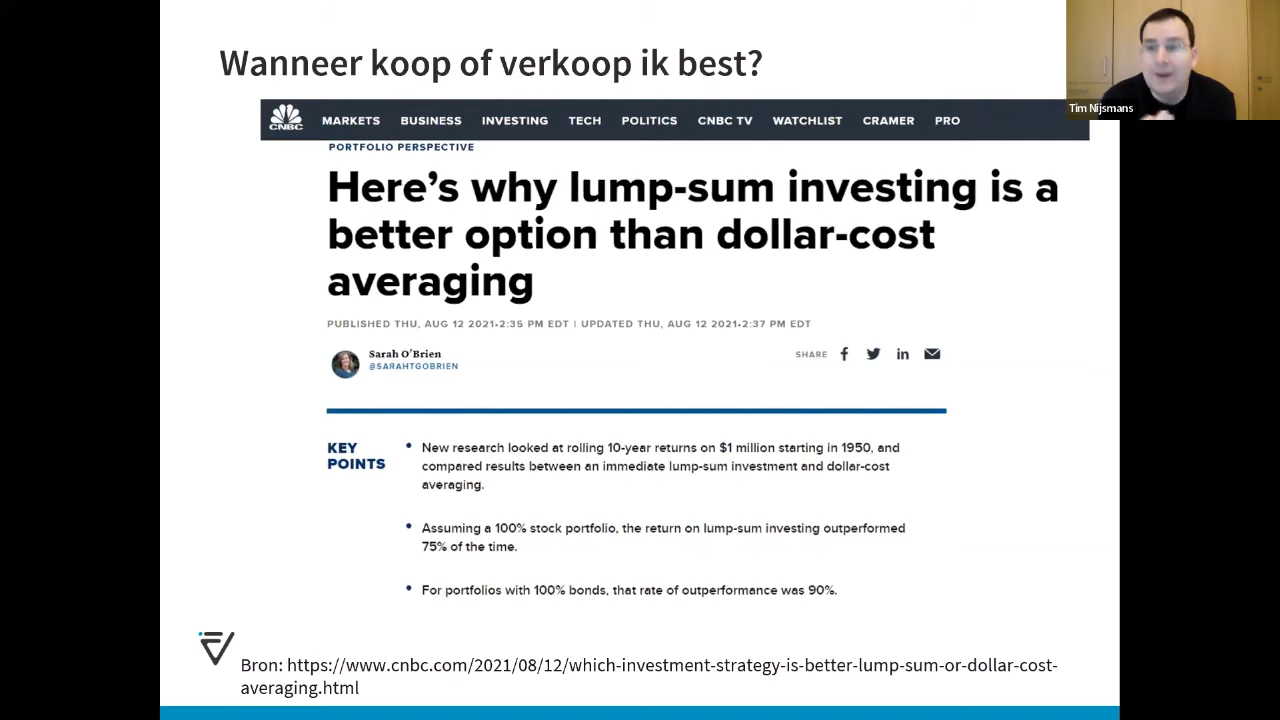 Wanneer koop of verkoop ik best?
Tim Nijsmans
CNBC
MARKETS BUSINESS INVESTING TECH POLITICS CNBC TV WATCHLIST CRAMER PRO
PORTFOLIO PERSPECTIVE
Here's why lump-sum investing is a
better option than dollar-cost
averaging
PUBLISHED THU, AUG 12 2021•2:35 PM EDT | UPDATED THU, AUG 12 2021•2:37 PM EDT
Sarah O'Brien
@SARAHTGOBRIEN
SHARE
KEY
POINTS
• New research looked at rolling 10-year returns on $1 million starting in 1950, and
compared results between an immediate lump-sum investment and dollar-cost
averaging.
• Assuming a 100% stock portfolio, the return on lump-sum investing outperformed
75% of the time.
• For portfolios with 100% bonds, that rate of outperformance was 90%.
Bron: https://www.cnbc.com/2021/08/12/which-investment-strategy-is-better-lump-sum-or-dollar-cost-
averaging.html